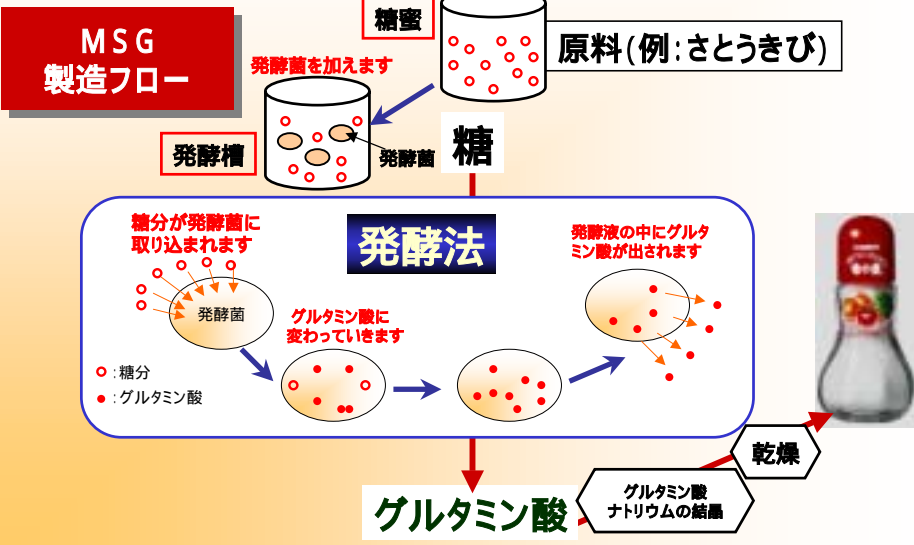 MSG
製造フロー
糖蜜
原料(例:さとうきび)
発酵菌を加えます
発酵槽
発酵菌
糖
発酵法
糖分が発酵菌に
取り込まれます
発酵菌
グルタミン酸に
変わっていきます
発酵液の中にグルタ
ミン酸が出されます
:糖分
:グルタミン酸
グルタミン酸
グルタミン酸
ナトリウムの結晶
乾燥